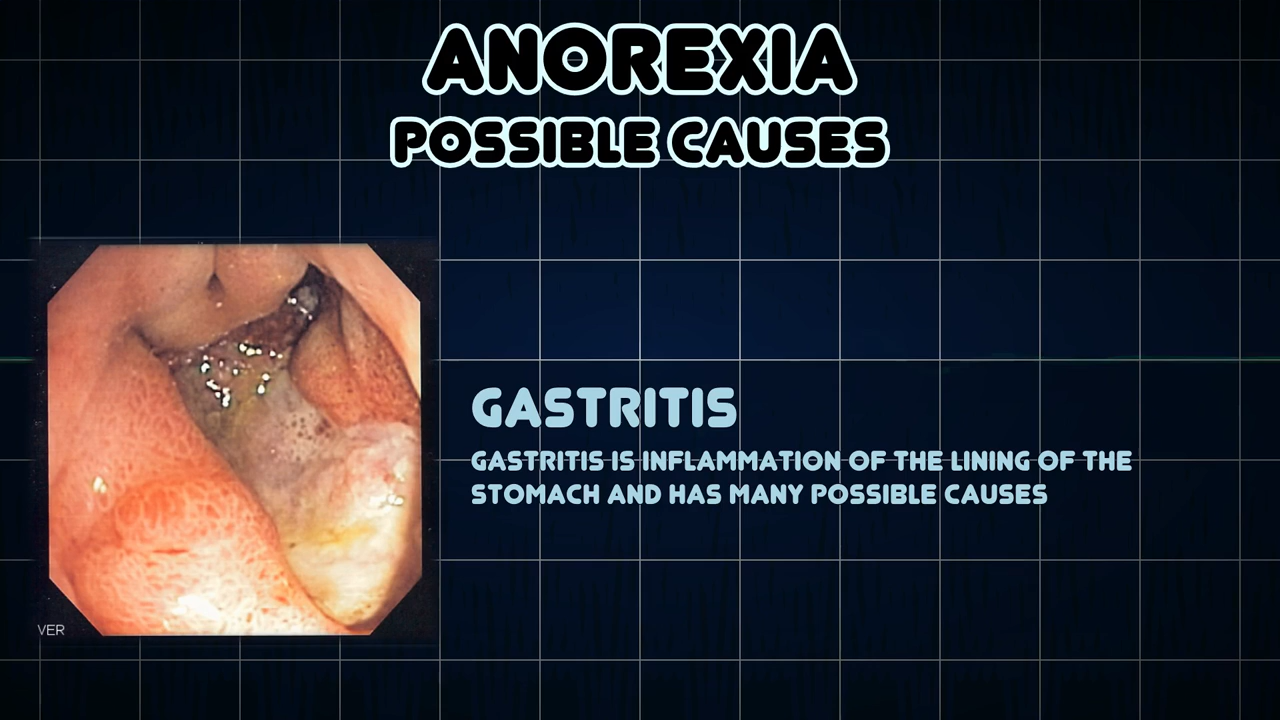 ANOREXIA
POSSIBLE CAUSES
GASTRITIS
GASTRITIS IS INFLAMMATION OF THE LINING OF THE
STOMACH AND HAS MANY POSSIBLE CAUSES
VER